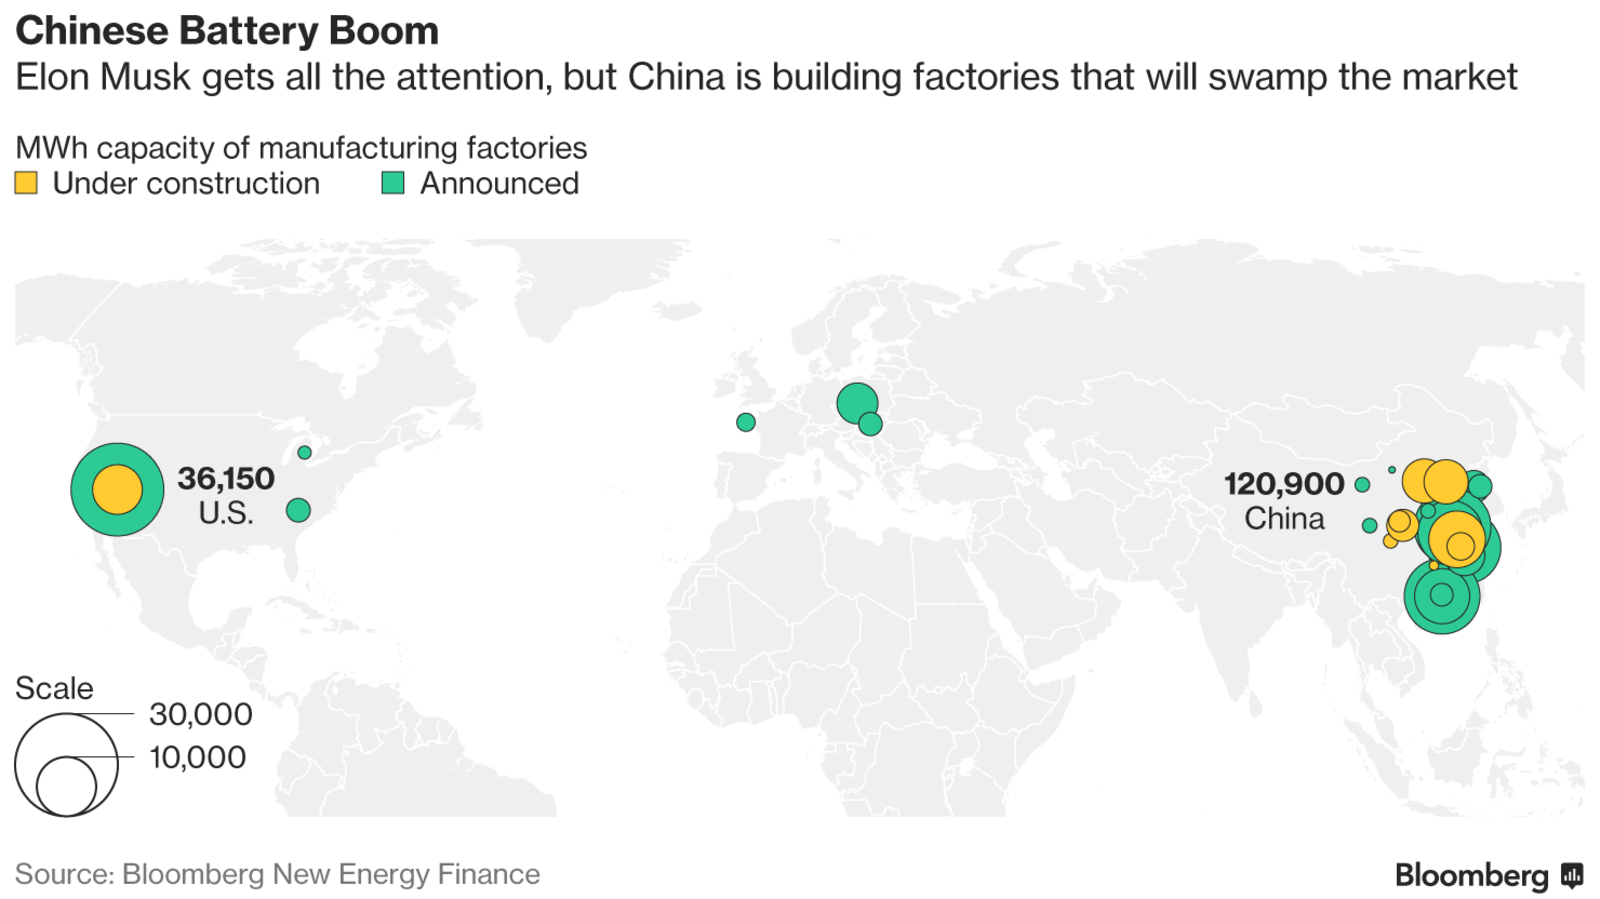 Chinese Battery Boom
Elon Musk gets all the attention, but China is building factories that will swamp the market
MWh capacity of manufacturing factories
Under construction
Announced
36,150
U.S.
120,900
China
Scale
30,000
10,000
Source: Bloomberg New Energy Finance
Bloomberg